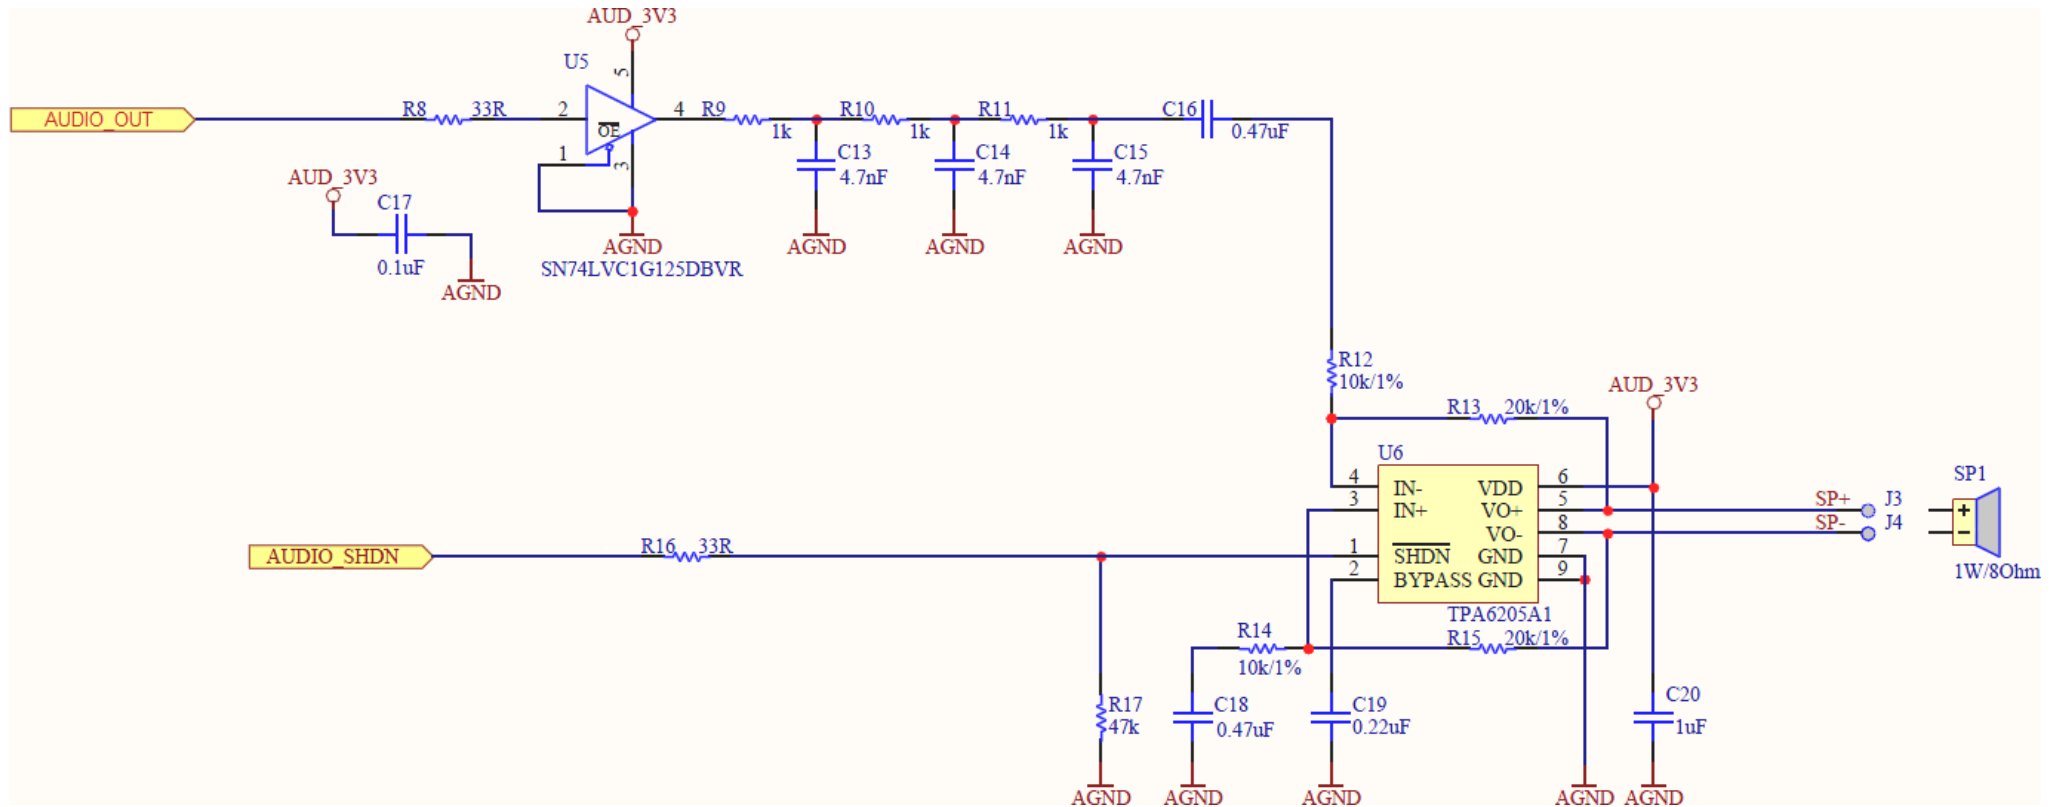 AUD_3V3
U5
5
AUDIO_OUT
R8 33R
2
OE
4
R9
1k
R10
1k
R11
1k
C16
0.47uF
1
3
C13
4.7nF
C14
4.7nF
C15
4.7nF
AUD_3V3
C17
0.1uF
AGND
AGND
AGND
AGND
AGND
SN74LVC1G125DBVR
R12
10k/1%
AUD_3V3
R13 20k/1%
U6
4 IN- VDD 6
3 IN+ VO+ 5
VO- 8
1 SHDN GND 7
2 BYPASS GND 9
TPA6205A1
SP+ J3
SP- J4
SP1
+
−
1W/8Ohm
AUDIO_SHDN
R16 33R
R14
10k/1%
R15 20k/1%
R17
47k
C18
0.47uF
C19
0.22uF
C20
1uF
AGND
AGND
AGND
AGND
AGND